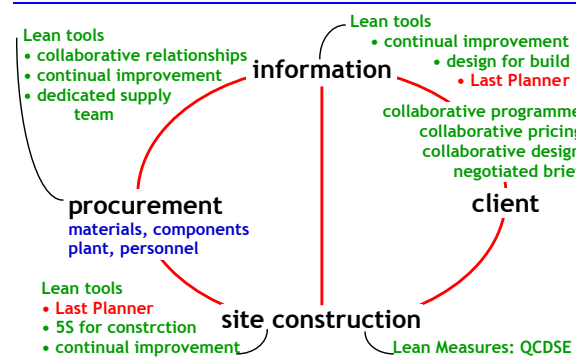 Lean tools
• collaborative relationships
• continual improvement
• dedicated supply
team
Lean tools
• continual improvement
• design for build
• Last Planner
information
collaborative programme
collaborative pricing
collaborative design
negotiated brief
procurement
materials, components
plant, personnel
client
Lean tools
• Last Planner
• 5S for constrction
• continual improvement
site construction
Lean Measures: QCDSE